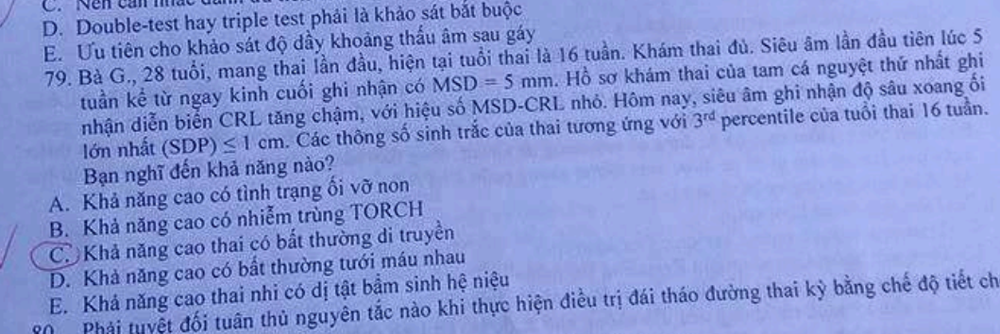 C. Nên cân nhắc
D. Double-test hay triple test phải là khảo sát bắt buộc
E. Ưu tiên cho khảo sát độ dầy khoảng thấu âm sau gáy
79. Bà G., 28 tuổi, mang thai lần đầu, hiện tại tuổi thai là 16 tuần. Khám thai đủ. Siêu âm lần đầu tiên lúc 5
tuần kể từ ngay kinh cuối ghi nhận có MSD = 5 mm. Hồ sơ khám thai của tam cá nguyệt thứ nhất ghi
nhận diễn biến CRL tăng chậm, với hiệu số MSD-CRL nhỏ. Hôm nay, siêu âm ghi nhận độ sâu xoang ối
lớn nhất (SDP) ≤ 1 cm. Các thông số sinh trắc của thai tương ứng với 3rd percentile của tuổi thai 16 tuần.
Bạn nghĩ đến khả năng nào?
A. Khả năng cao có tình trạng ối vỡ non
B. Khả năng cao có nhiễm trùng TORCH
C. Khả năng cao thai có bất thường di truyền
D. Khả năng cao có bất thường tưới máu nhau
E. Khả năng cao thai nhi có dị tật bẩm sinh hệ niệu
80 Phải tuyệt đối tuân thủ nguyên tắc nào khi thực hiện điều trị đái tháo đường thai kỳ bằng chế độ tiết